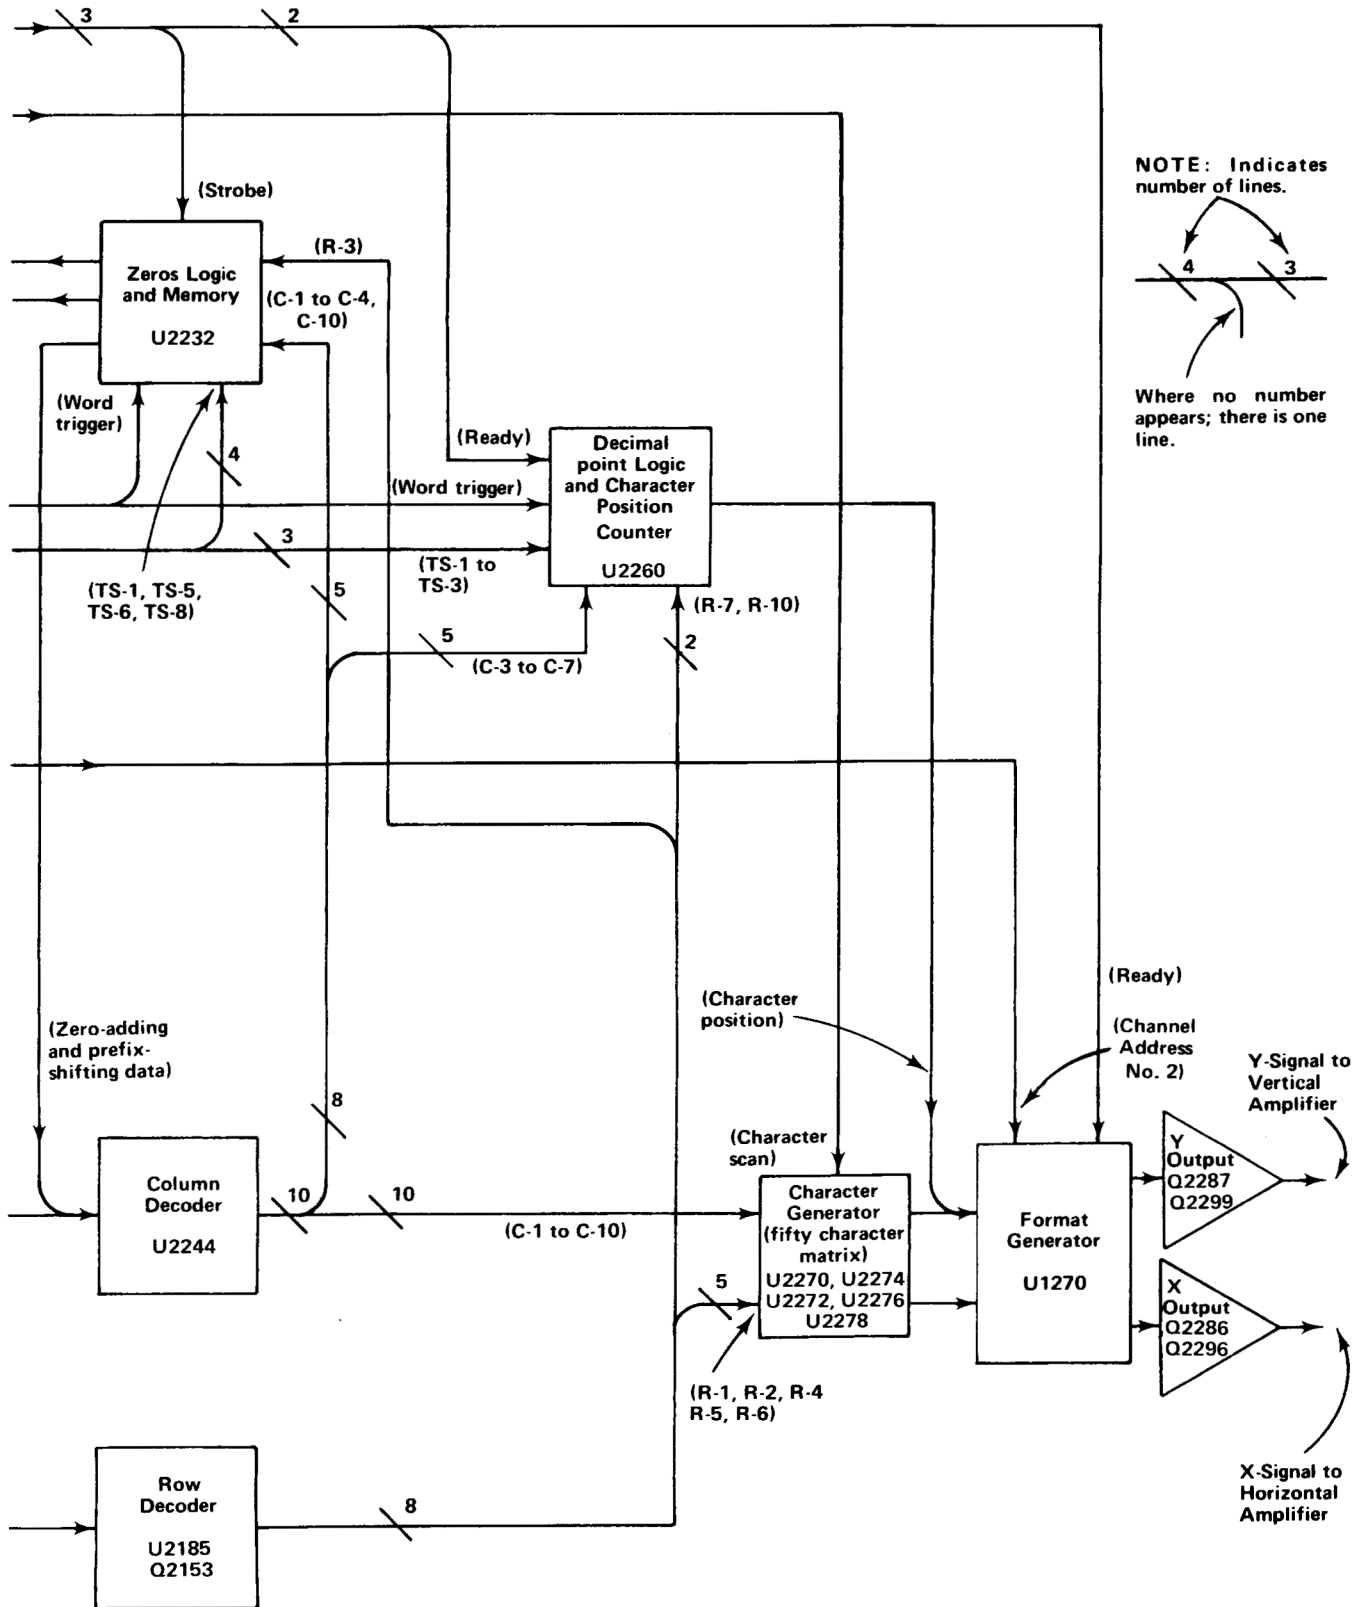 3
2
(Strobe)
NOTE: Indicates
number of lines.
4
3
Where no number
appears; there is one
line.
(R-3)
Zeros Logic
and Memory
U2232
(C-1 to C-4,
C-10)
(Word
trigger)
4
(Ready)
(Word trigger)
Decimal
point Logic
and Character
Position
Counter
U2260
3
(TS-1 to
TS-3)
(TS-1, TS-5,
TS-6, TS-8)
5
5
(C-3 to C-7)
(R-7, R-10)
2
(Ready)
(Character
position)
(Channel
Address
No. 2)
Y-Signal to
Vertical
Amplifier
(Zero-adding
and prefix-
shifting data)
8
(Character
scan)
Column
Decoder
U2244
10
10
(C-1 to C-10)
Character
Generator
(fifty character
matrix)
U2270, U2274
U2272, U2276
U2278
Format
Generator
U1270
Y
Output
Q2287
Q2299
X
Output
Q2286
Q2296
5
(R-1, R-2, R-4
R-5, R-6)
X-Signal to
Horizontal
Amplifier
Row
Decoder
U2185
Q2153
8